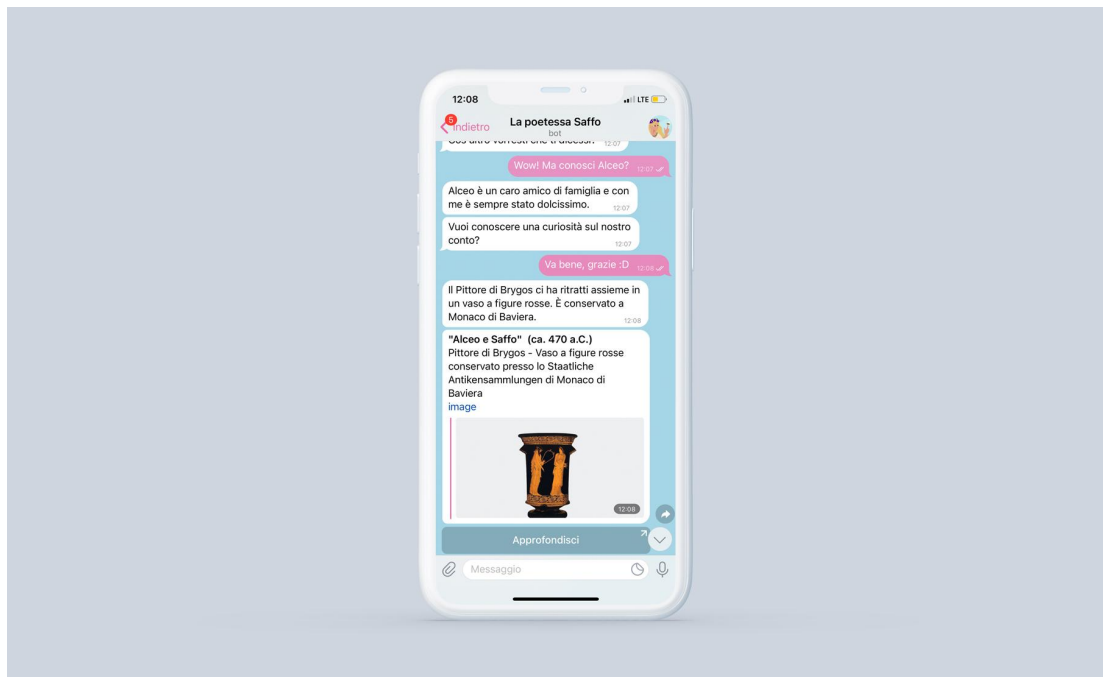 12:08
LTE
5
Indietro
La poetessa Saffo
bot
12:07
Wow! Ma conosci Alceo? 12:07
Alceo è un caro amico di famiglia e con
me è sempre stato dolcissimo. 12:07
Vuoi conoscere una curiosità sul nostro
conto? 12:07
Va bene, grazie :D 12:08
Il Pittore di Brygos ci ha ritratti assieme in
un vaso a figure rosse. È conservato a
Monaco di Baviera. 12:08
"Alceo e Saffo" (ca. 470 a.C.)
Pittore di Brygos - Vaso a figure rosse
conservato presso lo Staatliche
Antikensammlungen di Monaco di
Baviera
image
12:08
Approfondisci
Messaggio